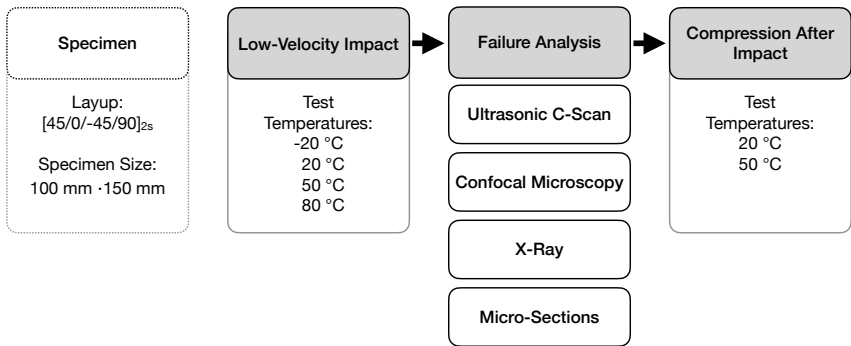 Specimen
Layup:
[45/0/-45/90]2s
Specimen Size:
100 mm ·150 mm
Low-Velocity Impact
Test
Temperatures:
-20 °C
20 °C
50 °C
80 °C
Failure Analysis
Ultrasonic C-Scan
Confocal Microscopy
X-Ray
Micro-Sections
Compression After
Impact
Test
Temperatures:
20 °C
50 °C